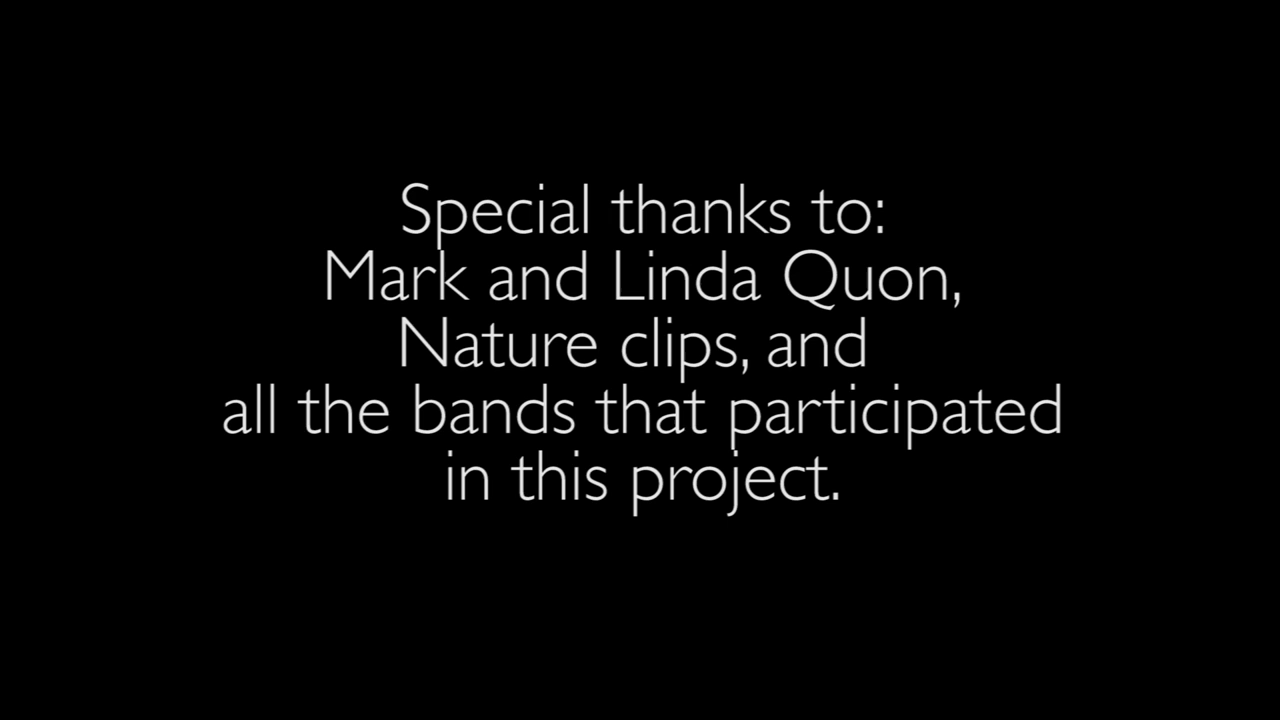 Special thanks to:
Mark and Linda Quon,
Nature clips, and
all the bands that participated
in this project.